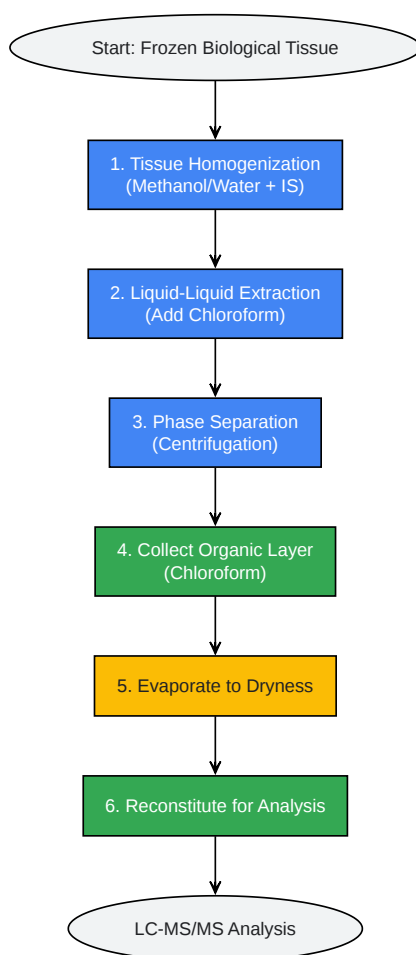 Start: Frozen Biological Tissue
1. Tissue Homogenization
(Methanol/Water + IS)
2. Liquid-Liquid Extraction
(Add Chloroform)
3. Phase Separation
(Centrifugation)
4. Collect Organic Layer
(Chloroform)
5. Evaporate to Dryness
6. Reconstitute for Analysis
LC-MS/MS Analysis